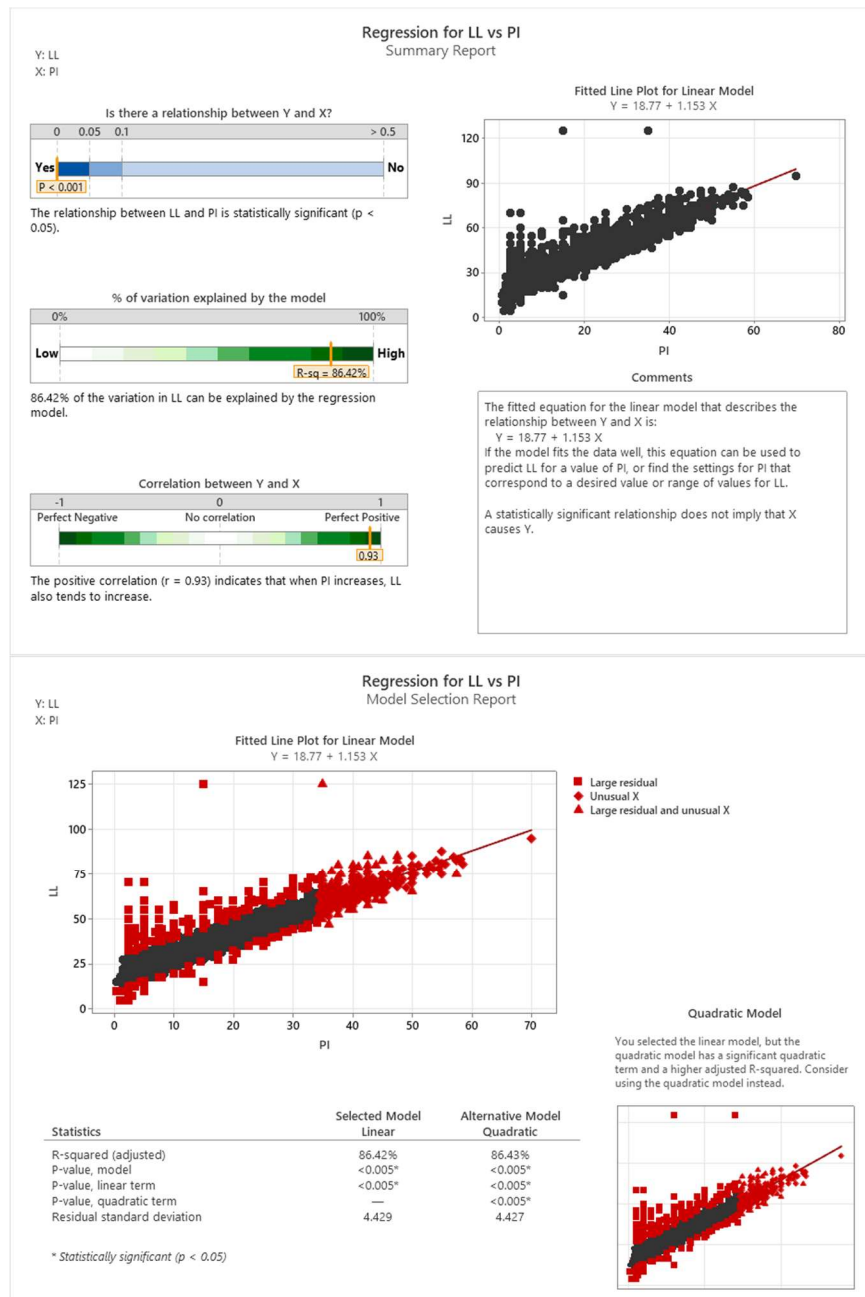 Regression for LL vs PI
Summary Report
Y: LL
X: PI
Is there a relationship between Y and X?
0 0.05 0.1 > 0.5
Yes No
P < 0.001
The relationship between LL and PI is statistically significant (p <
0.05).
% of variation explained by the model
0% 100%
Low High
R-sq = 86.42%
86.42% of the variation in LL can be explained by the regression
model.
Correlation between Y and X
-1 0 1
Perfect Negative No correlation Perfect Positive
0.93
The positive correlation (r = 0.93) indicates that when PI increases, LL
also tends to increase.
Fitted Line Plot for Linear Model
Y = 18.77 + 1.153 X
120
90
60
30
0
LL
0 20 40 60 80
PI
Comments
The fitted equation for the linear model that describes the
relationship between Y and X is:
Y = 18.77 + 1.153 X
If the model fits the data well, this equation can be used to
predict LL for a value of PI, or find the settings for PI that
correspond to a desired value or range of values for LL.
A statistically significant relationship does not imply that X
causes Y.
Regression for LL vs PI
Model Selection Report
Y: LL
X: PI
Fitted Line Plot for Linear Model
Y = 18.77 + 1.153 X
125
100
75
50
25
0
LL
0 10 20 30 40 50 60 70
PI
Large residual
Unusual X
Large residual and unusual X
Quadratic Model
You selected the linear model, but the
quadratic model has a significant quadratic
term and a higher adjusted R-squared. Consider
using the quadratic model instead.
Selected Model Alternative Model
Statistics Linear Quadratic
R-squared (adjusted) 86.42% 86.43%
P-value, model <0.005* <0.005*
P-value, linear term <0.005* <0.005*
P-value, quadratic term — <0.005*
Residual standard deviation 4.429 4.427
* Statistically significant (p < 0.05)